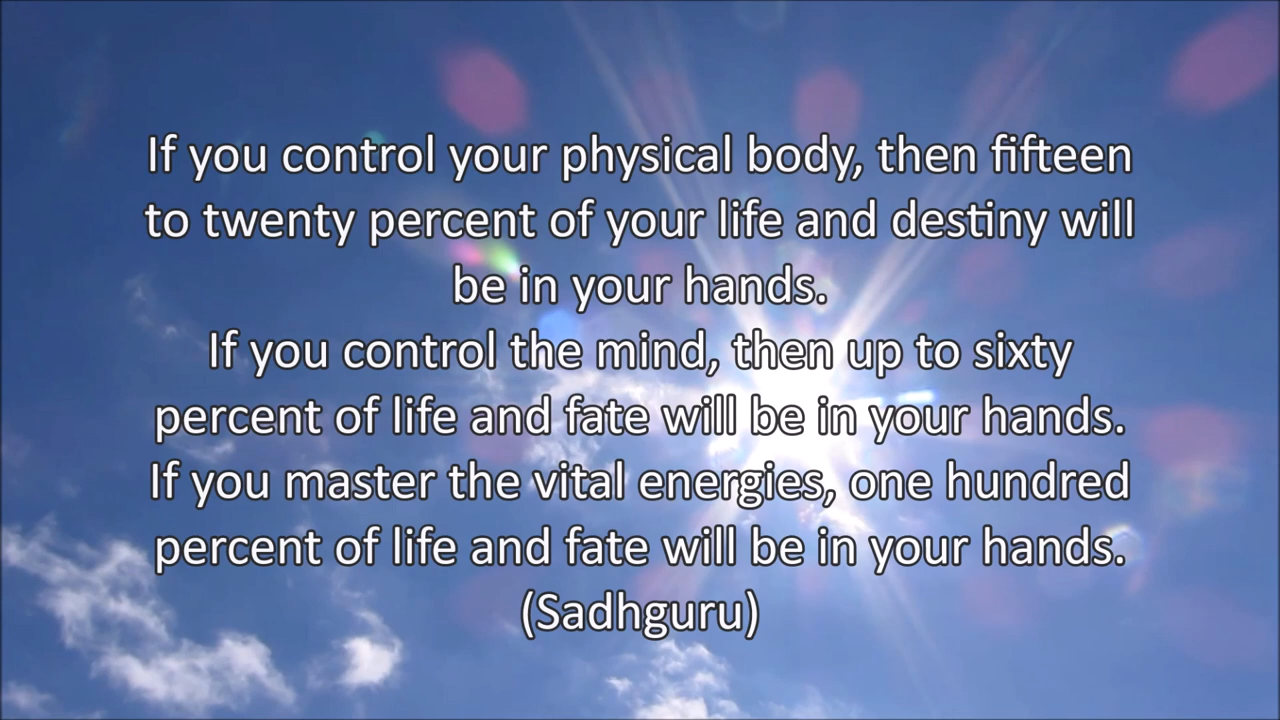 If you control your physical body, then fifteen
to twenty percent of your life and destiny will
be in your hands.
If you control the mind, then up to sixty
percent of life and fate will be in your hands.
If you master the vital energies, one hundred
percent of life and fate will be in your hands.
(Sadhguru)